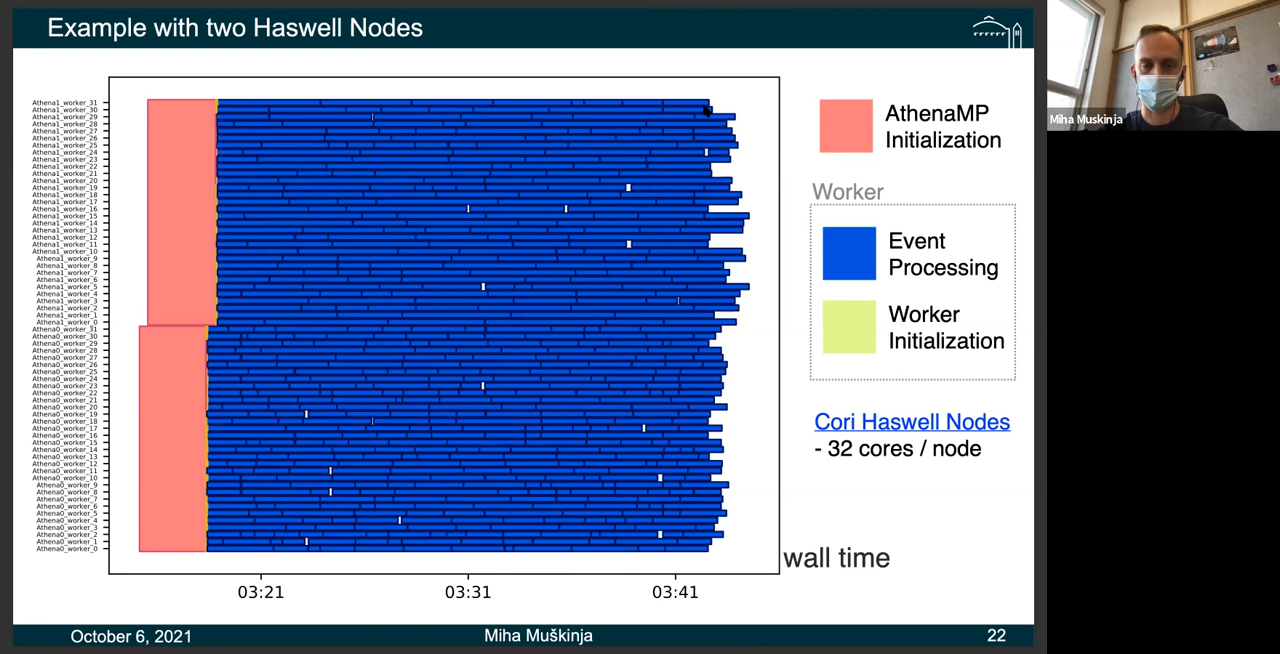 Example with two Haswell Nodes
Athena1_worker_31
Athena1_worker_30
Athena1_worker_29
Athena1_worker_28
Athena1_worker_27
Athena1_worker_26
Athena1_worker_25
Athena1_worker_24
Athena1_worker_23
Athena1_worker_22
Athena1_worker_21
Athena1_worker_20
Athena1_worker_19
Athena1_worker_18
Athena1_worker_17
Athena1_worker_16
Athena1_worker_15
Athena1_worker_14
Athena1_worker_13
Athena1_worker_12
Athena1_worker_11
Athena1_worker_10
Athena1_worker_9
Athena1_worker_8
Athena1_worker_7
Athena1_worker_6
Athena1_worker_5
Athena1_worker_4
Athena1_worker_3
Athena1_worker_2
Athena1_worker_1
Athena1_worker_0
Athena0_worker_31
Athena0_worker_30
Athena0_worker_29
Athena0_worker_28
Athena0_worker_27
Athena0_worker_26
Athena0_worker_25
Athena0_worker_24
Athena0_worker_23
Athena0_worker_22
Athena0_worker_21
Athena0_worker_20
Athena0_worker_19
Athena0_worker_18
Athena0_worker_17
Athena0_worker_16
Athena0_worker_15
Athena0_worker_14
Athena0_worker_13
Athena0_worker_12
Athena0_worker_11
Athena0_worker_10
Athena0_worker_9
Athena0_worker_8
Athena0_worker_7
Athena0_worker_6
Athena0_worker_5
Athena0_worker_4
Athena0_worker_3
Athena0_worker_2
Athena0_worker_1
Athena0_worker_0
03:21 03:31 03:41
wall time
AthenaMP
Initialization
Worker
Event
Processing
Worker
Initialization
Cori Haswell Nodes
- 32 cores / node
October 6, 2021
Miha Muškinja
22
Miha Muskinja